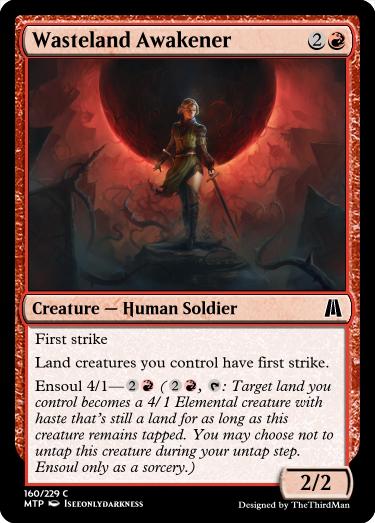 Wasteland Awakener 2
Creature — Human Soldier
First strike
Land creatures you control have first strike.
Ensoul 4/1—2 ( 2 , : Target land you
control becomes a 4/1 Elemental creature with
haste that's still a land for as long as this
creature remains tapped. You may choose not to
untap this creature during your untap step.
Ensoul only as a sorcery.)
2/2
160/229 C
MTP ISEEONLYDARKNESS
Designed by TheThirdMan